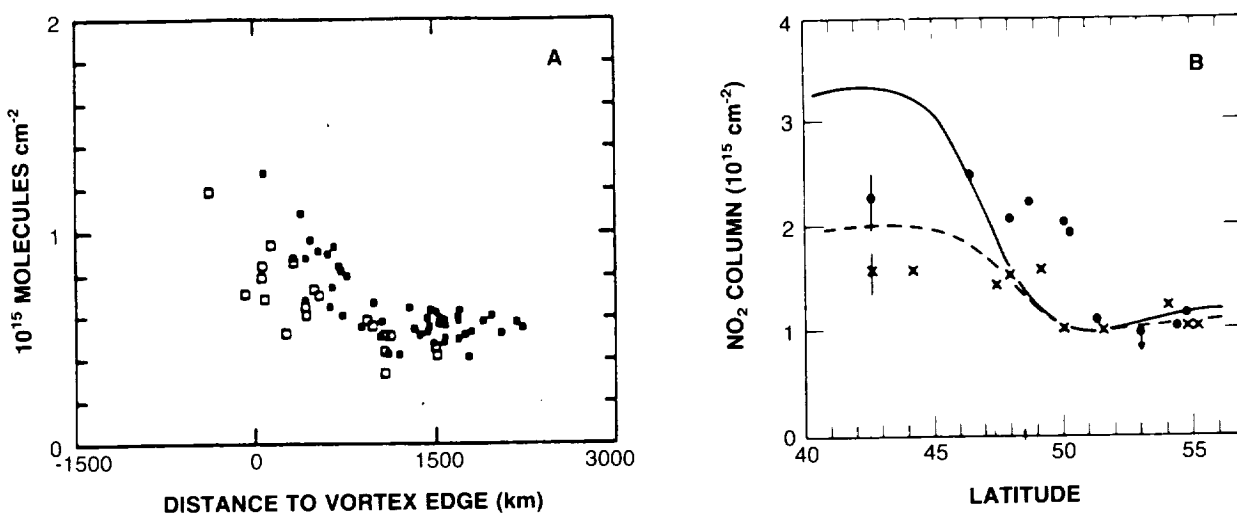 A
2
1
0
10¹⁵ MOLECULES cm⁻²
-1500 0 1500 3000
DISTANCE TO VORTEX EDGE (km)
B
4
3
2
1
0
NO₂ COLUMN (10¹⁵ cm⁻²)
40 45 50 55
LATITUDE